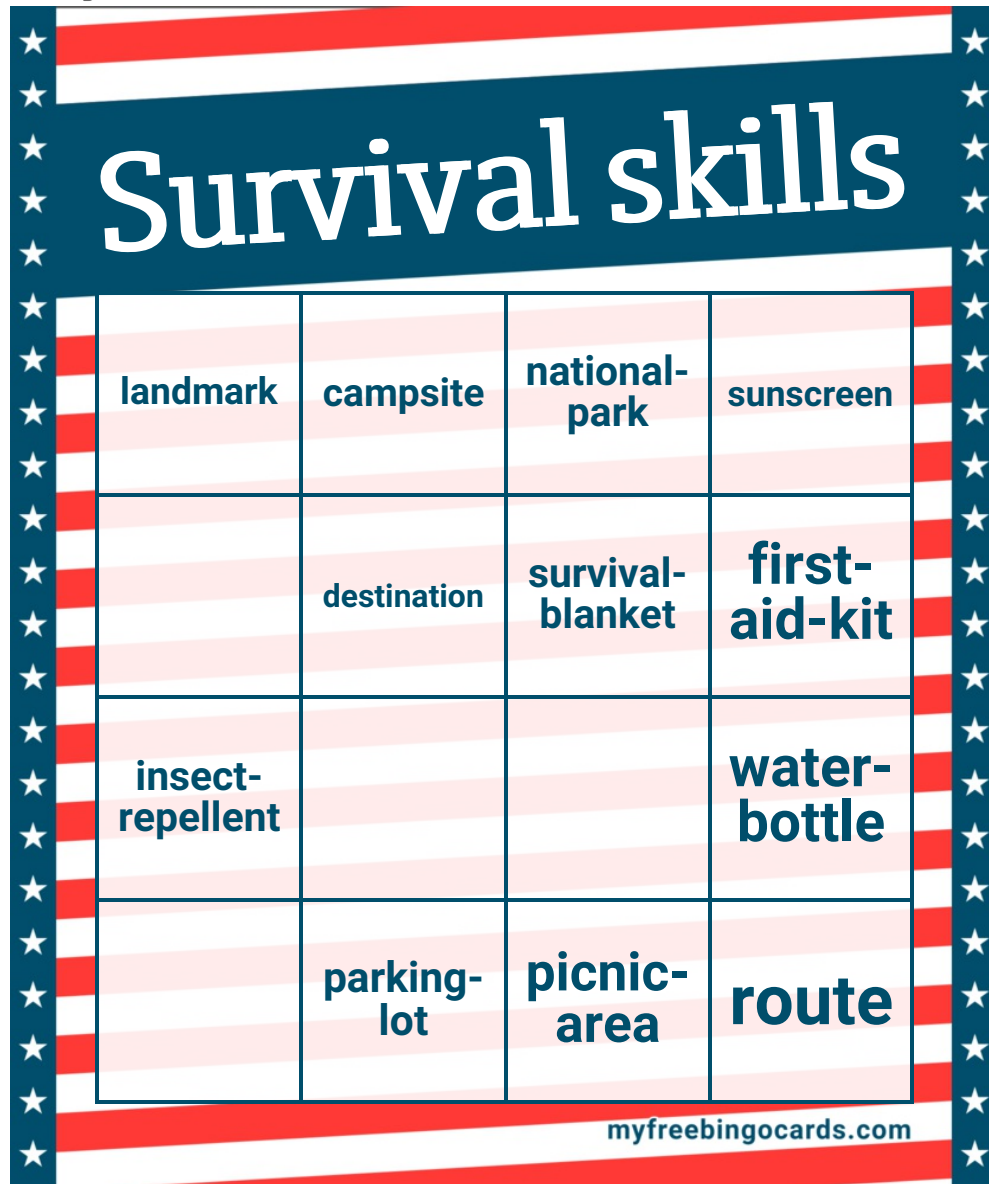 Survival skills
landmark
campsite
national-
park
sunscreen
destination
survival-
blanket
first-
aid-kit
insect-
repellent
water-
bottle
parking-
lot
picnic-
area
route
myfreebingocards.com